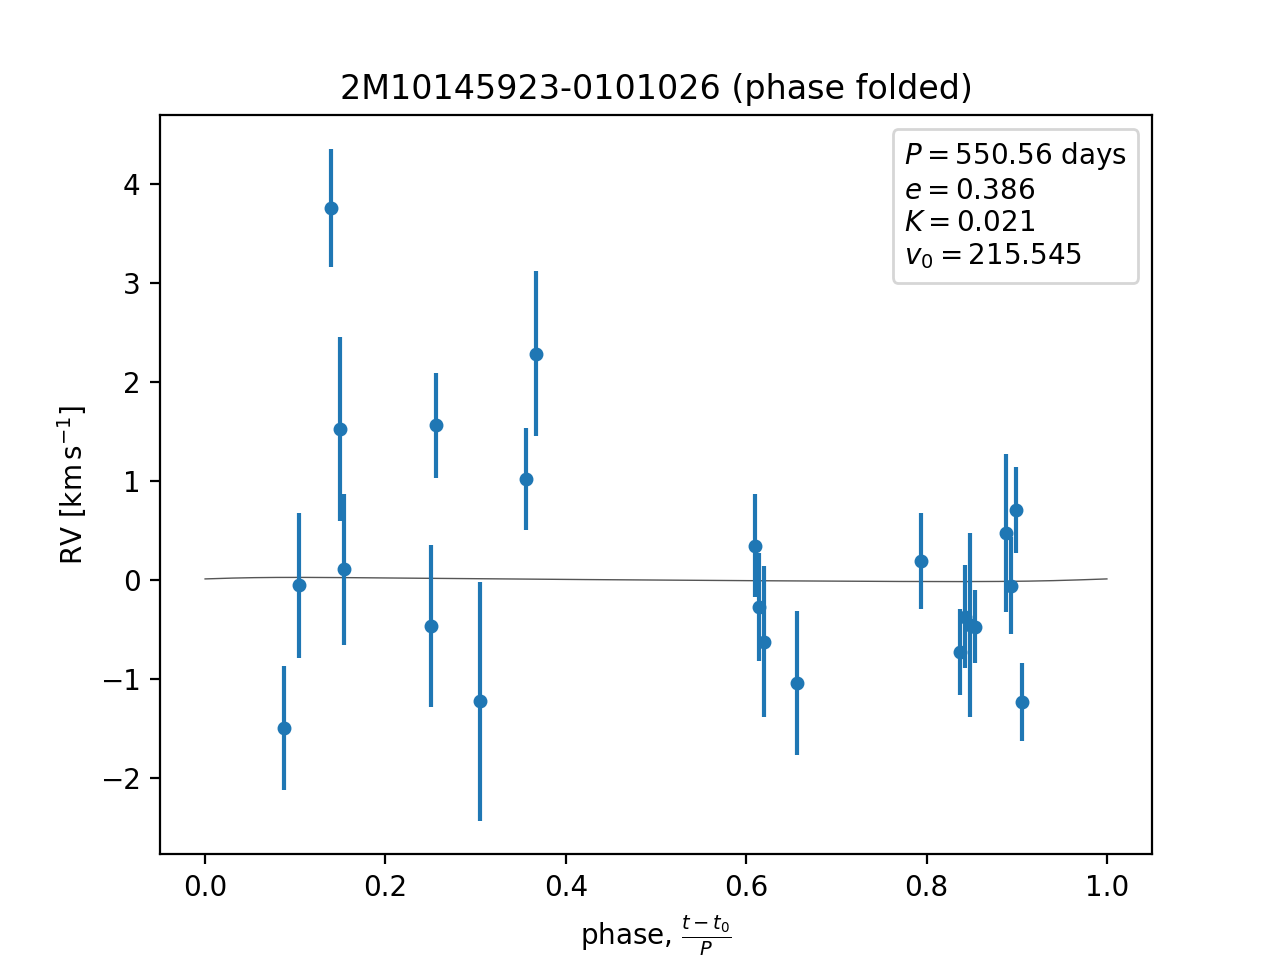 2M10145923-0101026 (phase folded)
P = 550.56 days
e = 0.386
K = 0.021
v₀ = 215.545
RV [km s⁻¹]
4
3
2
1
0
−1
−2
0.0 0.2 0.4 0.6 0.8 1.0
phase, (t − t₀)/P